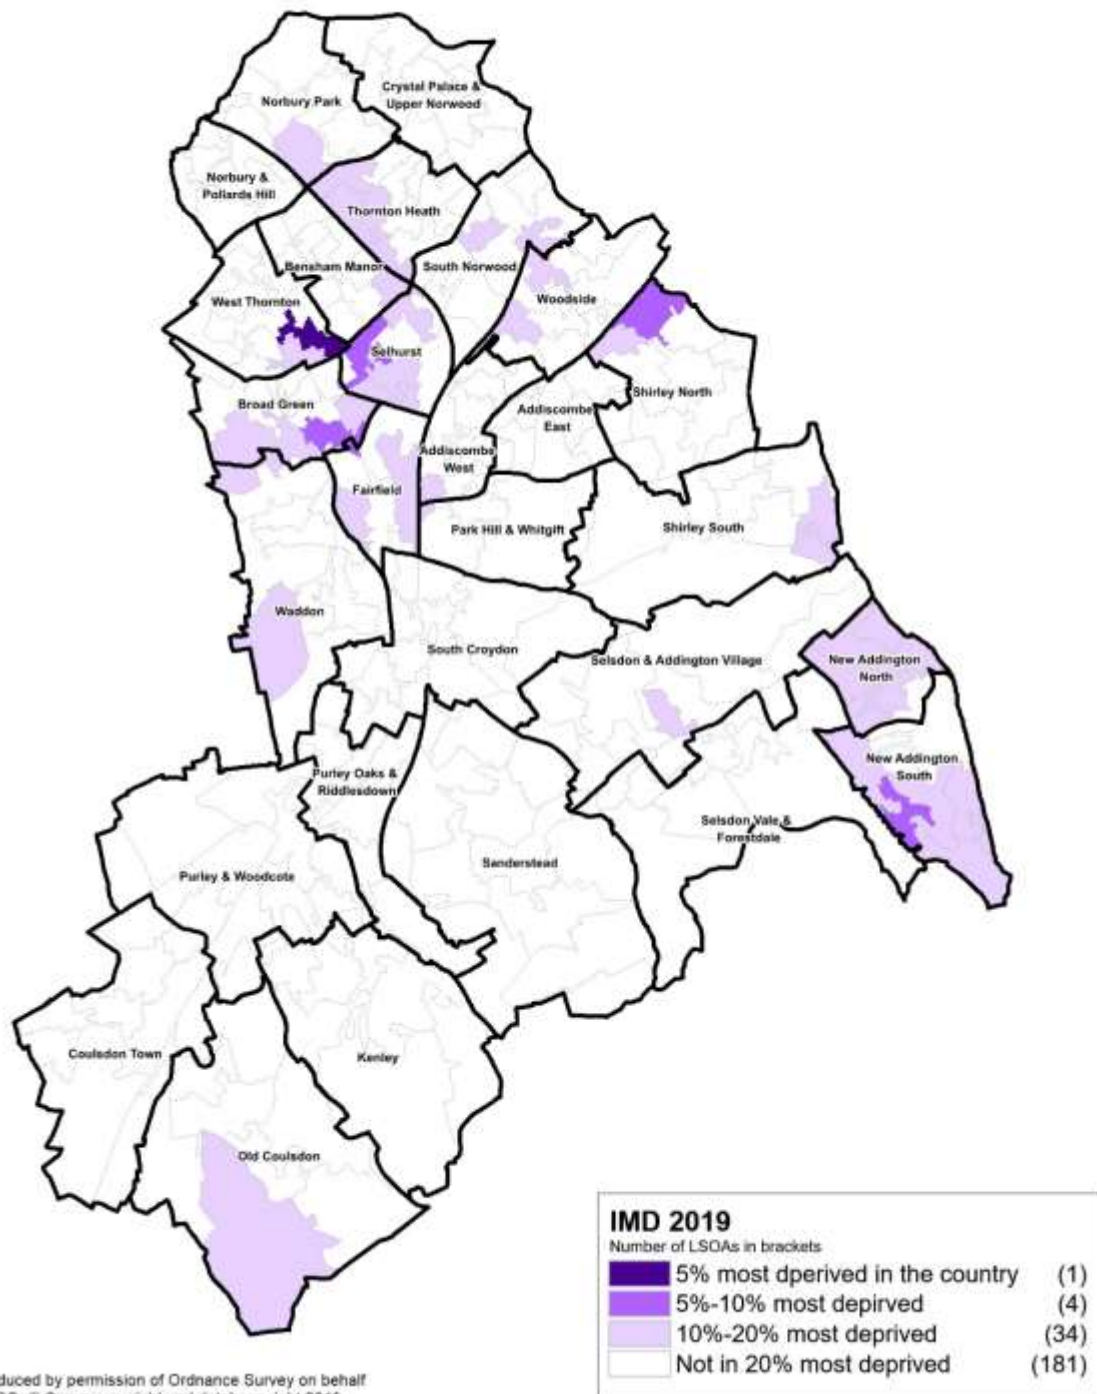 Norbury Park
Crystal Palace &
Upper Norwood
Norbury &
Pollards Hill
Thornton Heath
Bensham Manor
South Norwood
West Thornton
Woodside
Selhurst
Broad Green
Shirley North
Addiscombe
East
Addiscombe
West
Fairfield
Park Hill & Whitgift
Shirley South
Waddon
South Croydon
Selsdon & Addington Village
New Addington
North
New Addington
South
Purley Oaks &
Riddlesdown
Selsdon Vale &
Forestdale
Sanderstead
Purley & Woodcote
Coulsdon Town
Kenley
Old Coulsdon
IMD 2019
Number of LSOAs in brackets
5% most dperived in the country (1)
5%-10% most depirved (4)
10%-20% most deprived (34)
Not in 20% most deprived (181)
duced by permission of Ordnance Survey on behalf